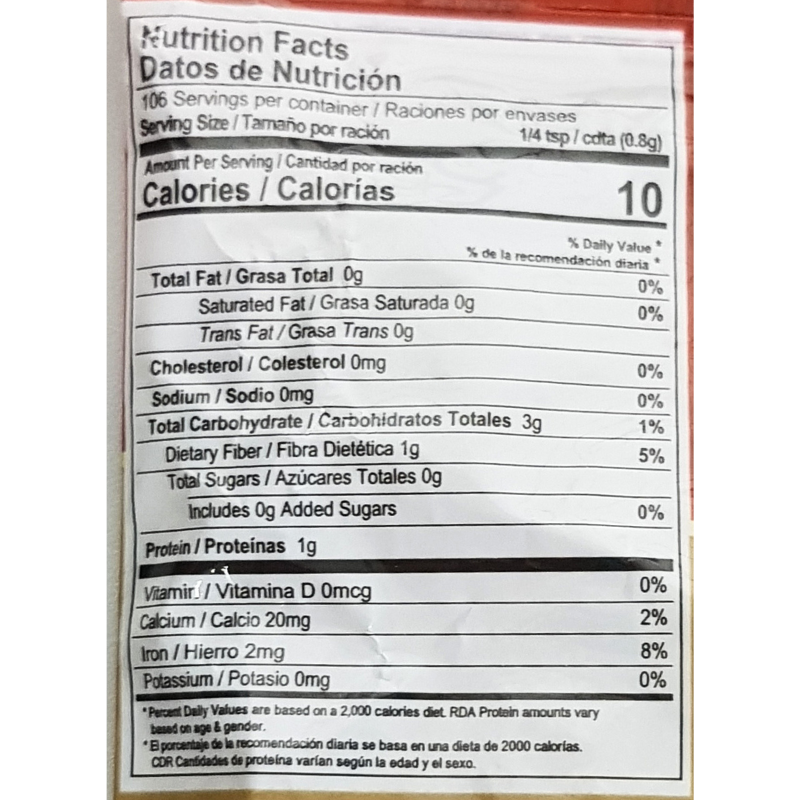 Nutrition Facts
Datos de Nutrición
106 Servings per container / Raciones por envases
Serving Size / Tamaño por ración 1/4 tsp / cdta (0.8g)
Amount Per Serving / Cantidad por ración
Calories / Calorías 10
% Daily Value *
% de la recomendación diaria *
Total Fat / Grasa Total 0g 0%
Saturated Fat / Grasa Saturada 0g 0%
Trans Fat / Grasa Trans 0g
Cholesterol / Colesterol 0mg 0%
Sodium / Sodio 0mg 0%
Total Carbohydrate / Carbohidratos Totales 3g 1%
Dietary Fiber / Fibra Dietética 1g 5%
Total Sugars / Azúcares Totales 0g
Includes 0g Added Sugars 0%
Protein / Proteínas 1g
Vitamin / Vitamina D 0mcg 0%
Calcium / Calcio 20mg 2%
Iron / Hierro 2mg 8%
Potassium / Potasio 0mg 0%
*Percent Daily Values are based on a 2,000 calories diet. RDA Protein amounts vary
based on age & gender.
*El porcentaje de la recomendación diaria se basa en una dieta de 2000 calorías.
CDR Cantidades de proteína varían según la edad y el sexo.